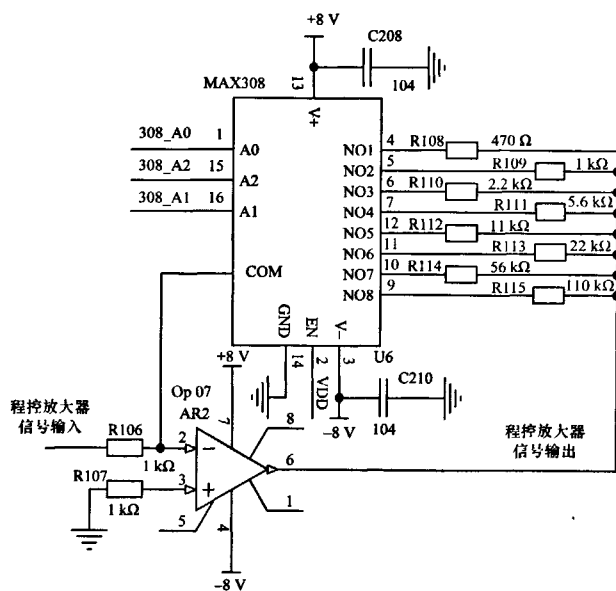 +8 V
C208
104
MAX308
13
V+
308_A0
1
A0
308_A2
15
A2
308_A1
16
A1
COM
NO1
4
R108
470 Ω
NO2
5
R109
1 kΩ
NO3
6
R110
2.2 kΩ
NO4
7
R111
5.6 kΩ
NO5
12
R112
11 kΩ
NO6
11
R113
22 kΩ
NO7
10
R114
56 kΩ
NO8
9
R115
110 kΩ
GND
EN
V−
U6
14
2
3
VDD
+8 V
−8 V
C210
104
Op 07
AR2
程控放大器
信号输入
R106
1 kΩ
R107
1 kΩ
2
3
7
8
6
1
5
4
−8 V
程控放大器
信号输出